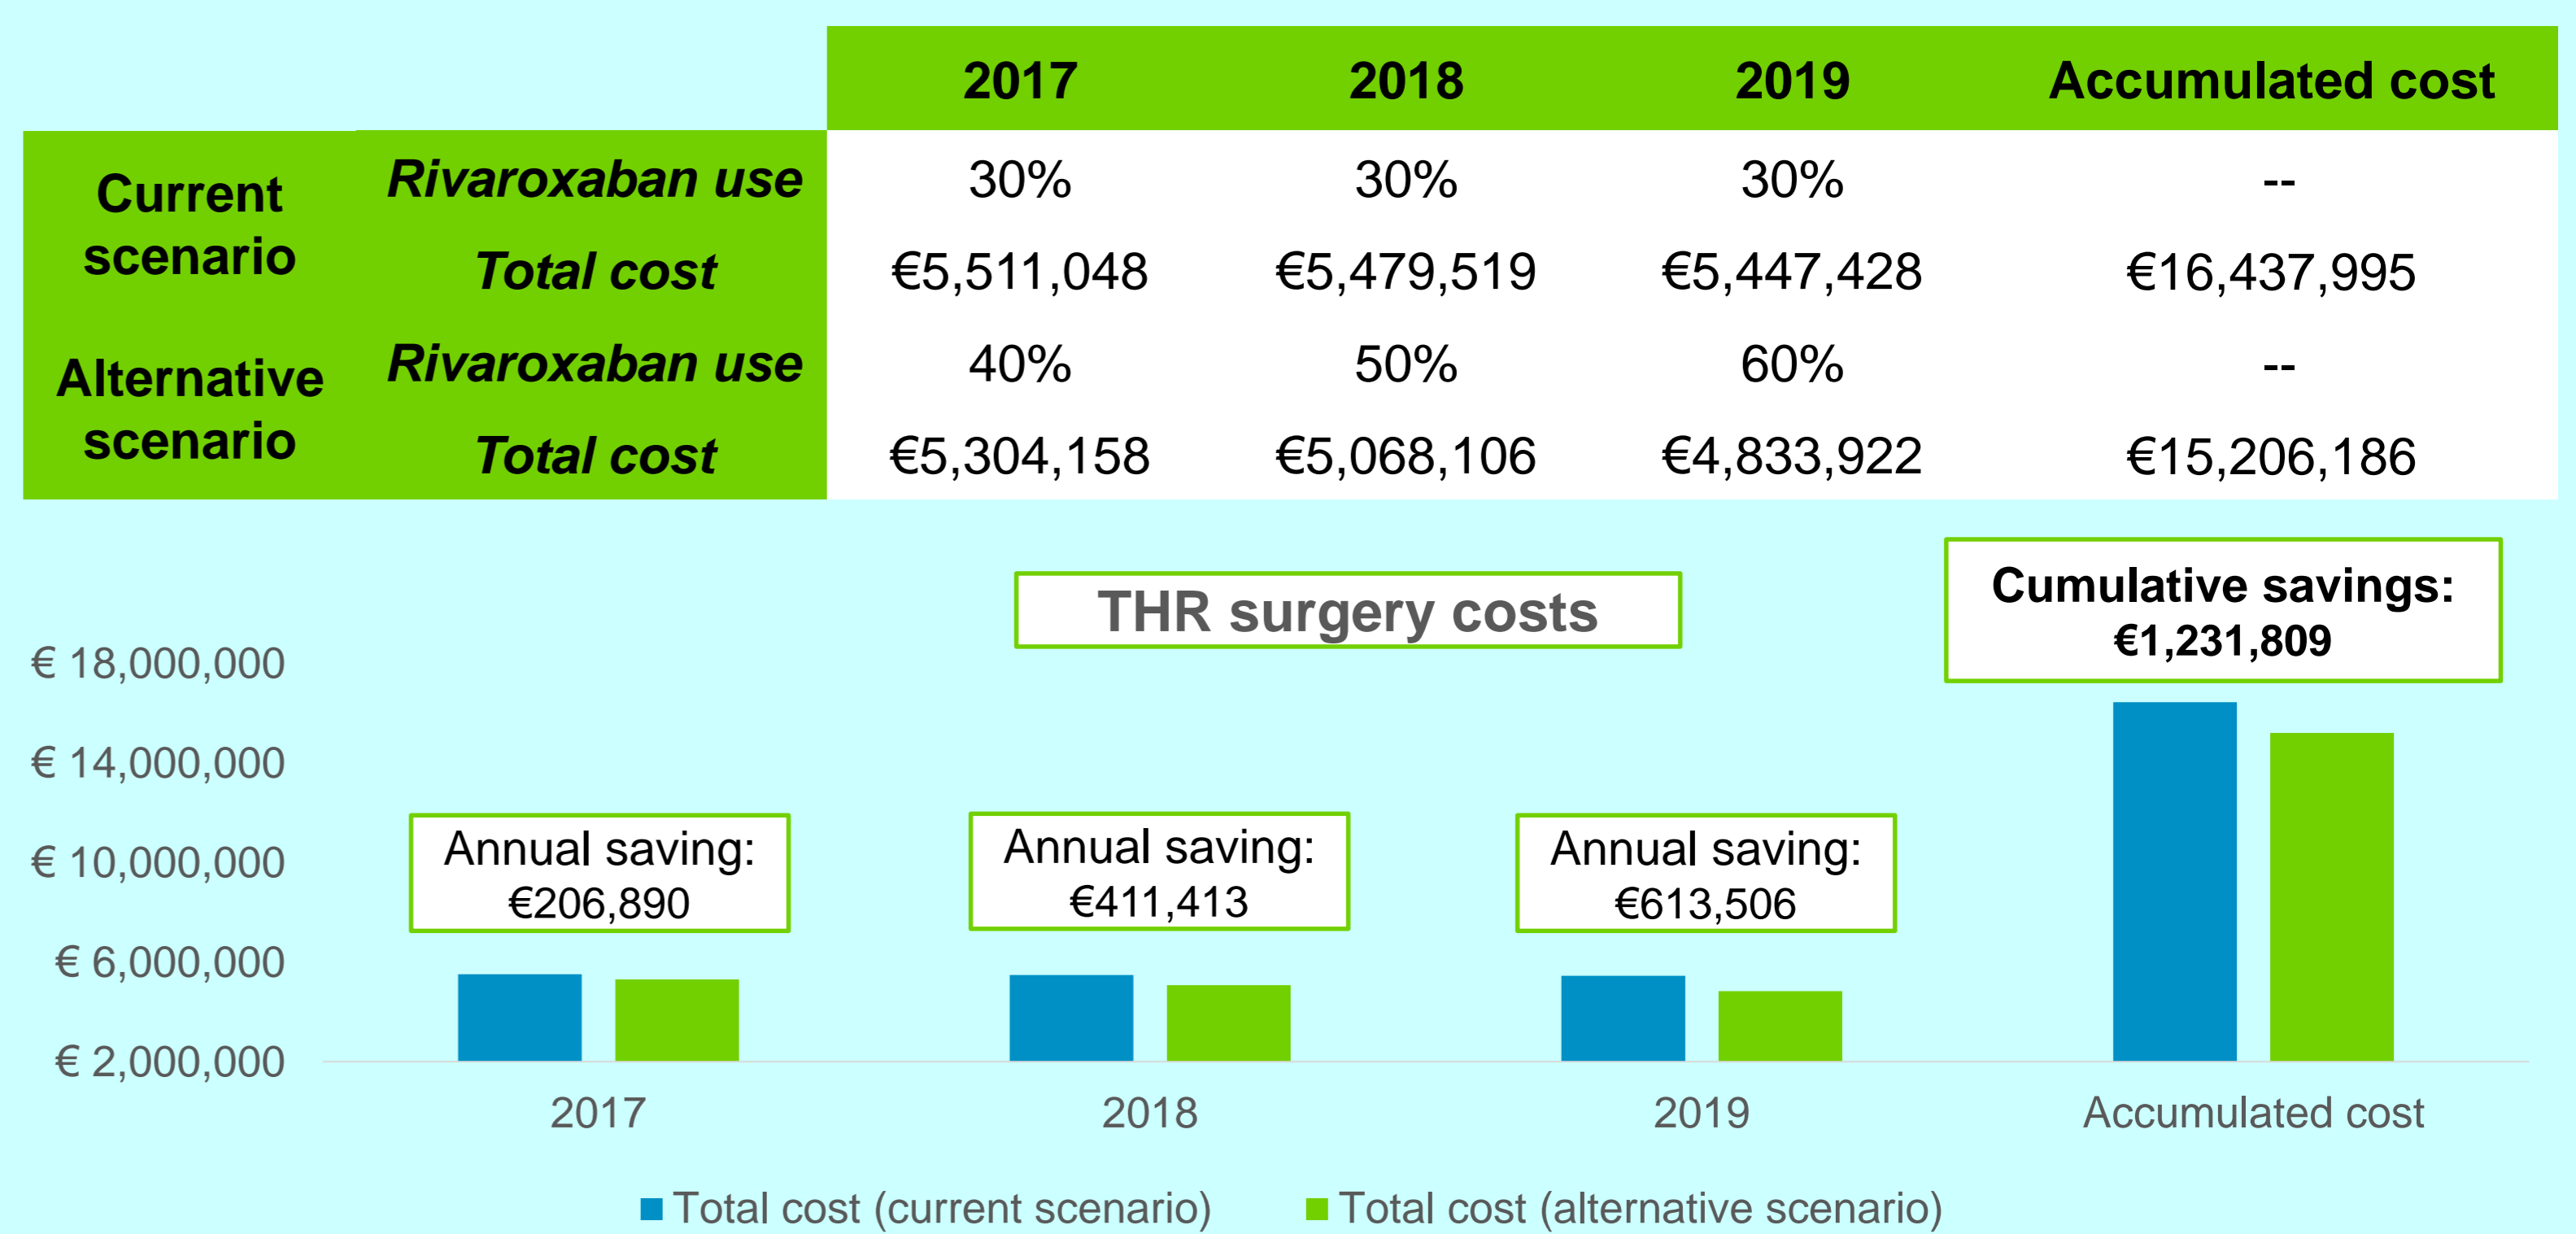 2017 2018 2019 Accumulated cost
Current scenario Rivaroxaban use 30% 30% 30% --
Total cost €5,511,048 €5,479,519 €5,447,428 €16,437,995
Alternative scenario Rivaroxaban use 40% 50% 60% --
Total cost €5,304,158 €5,068,106 €4,833,922 €15,206,186
THR surgery costs
Cumulative savings:
€1,231,809
€ 18,000,000
€ 14,000,000
€ 10,000,000
€ 6,000,000
€ 2,000,000
Annual saving:
€206,890
Annual saving:
€411,413
Annual saving:
€613,506
2017 2018 2019 Accumulated cost
Total cost (current scenario) Total cost (alternative scenario)